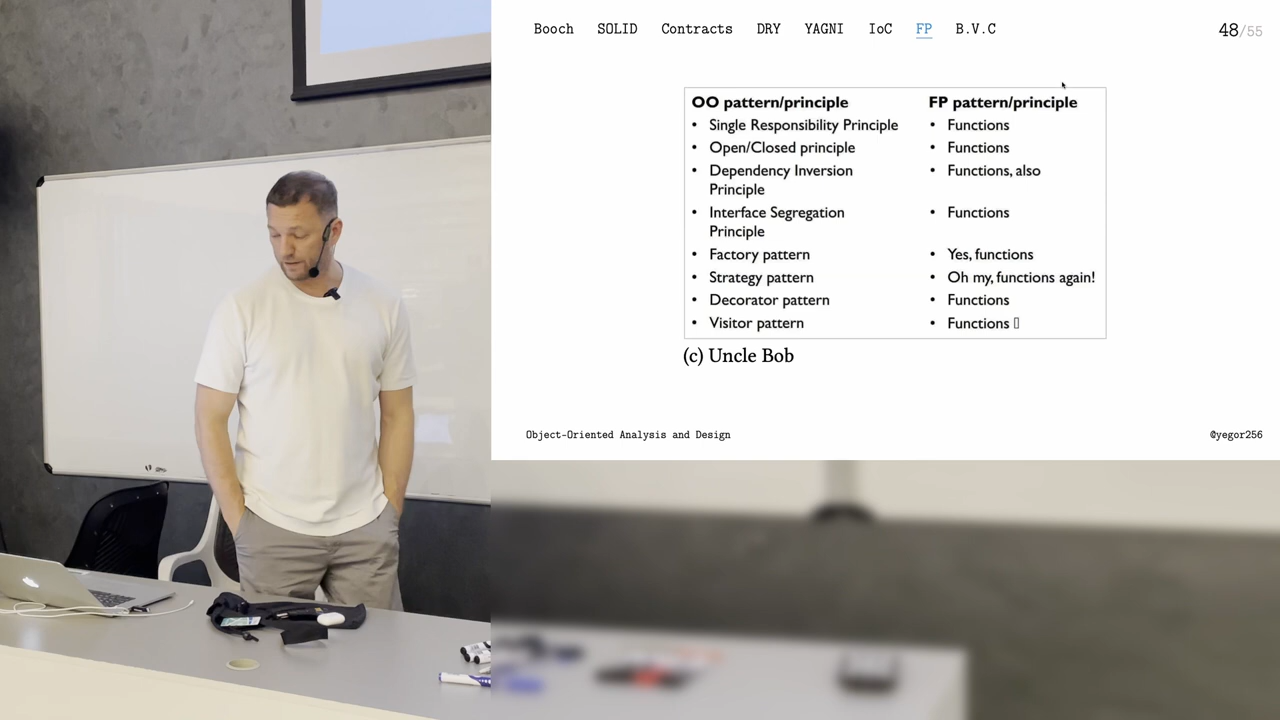 Booch SOLID Contracts DRY YAGNI IoC FP B.V.C 48/55
OO pattern/principle FP pattern/principle
• Single Responsibility Principle • Functions
• Open/Closed principle • Functions
• Dependency Inversion • Functions, also
Principle
• Interface Segregation • Functions
Principle
• Factory pattern • Yes, functions
• Strategy pattern • Oh my, functions again!
• Decorator pattern • Functions
• Visitor pattern • Functions ▯
(c) Uncle Bob
Object-Oriented Analysis and Design @yegor256